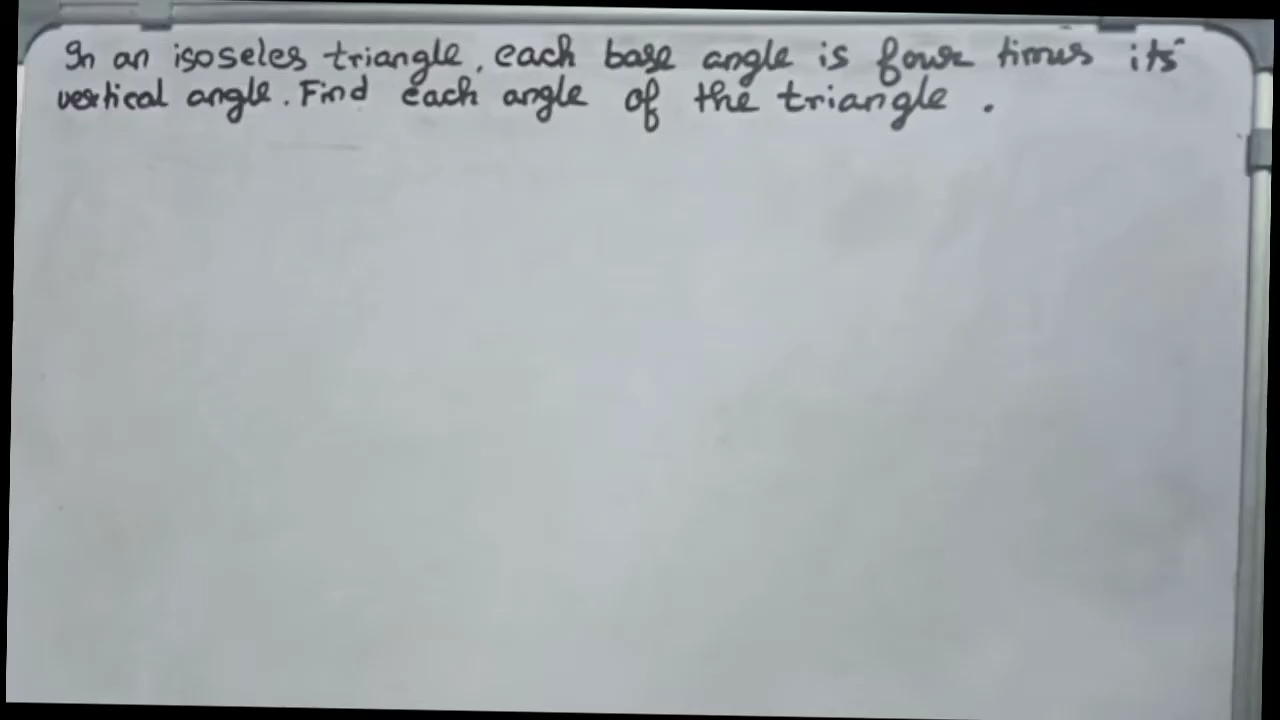 In an isoseles triangle, each base angle is four times its
vertical angle. Find each angle of the triangle.